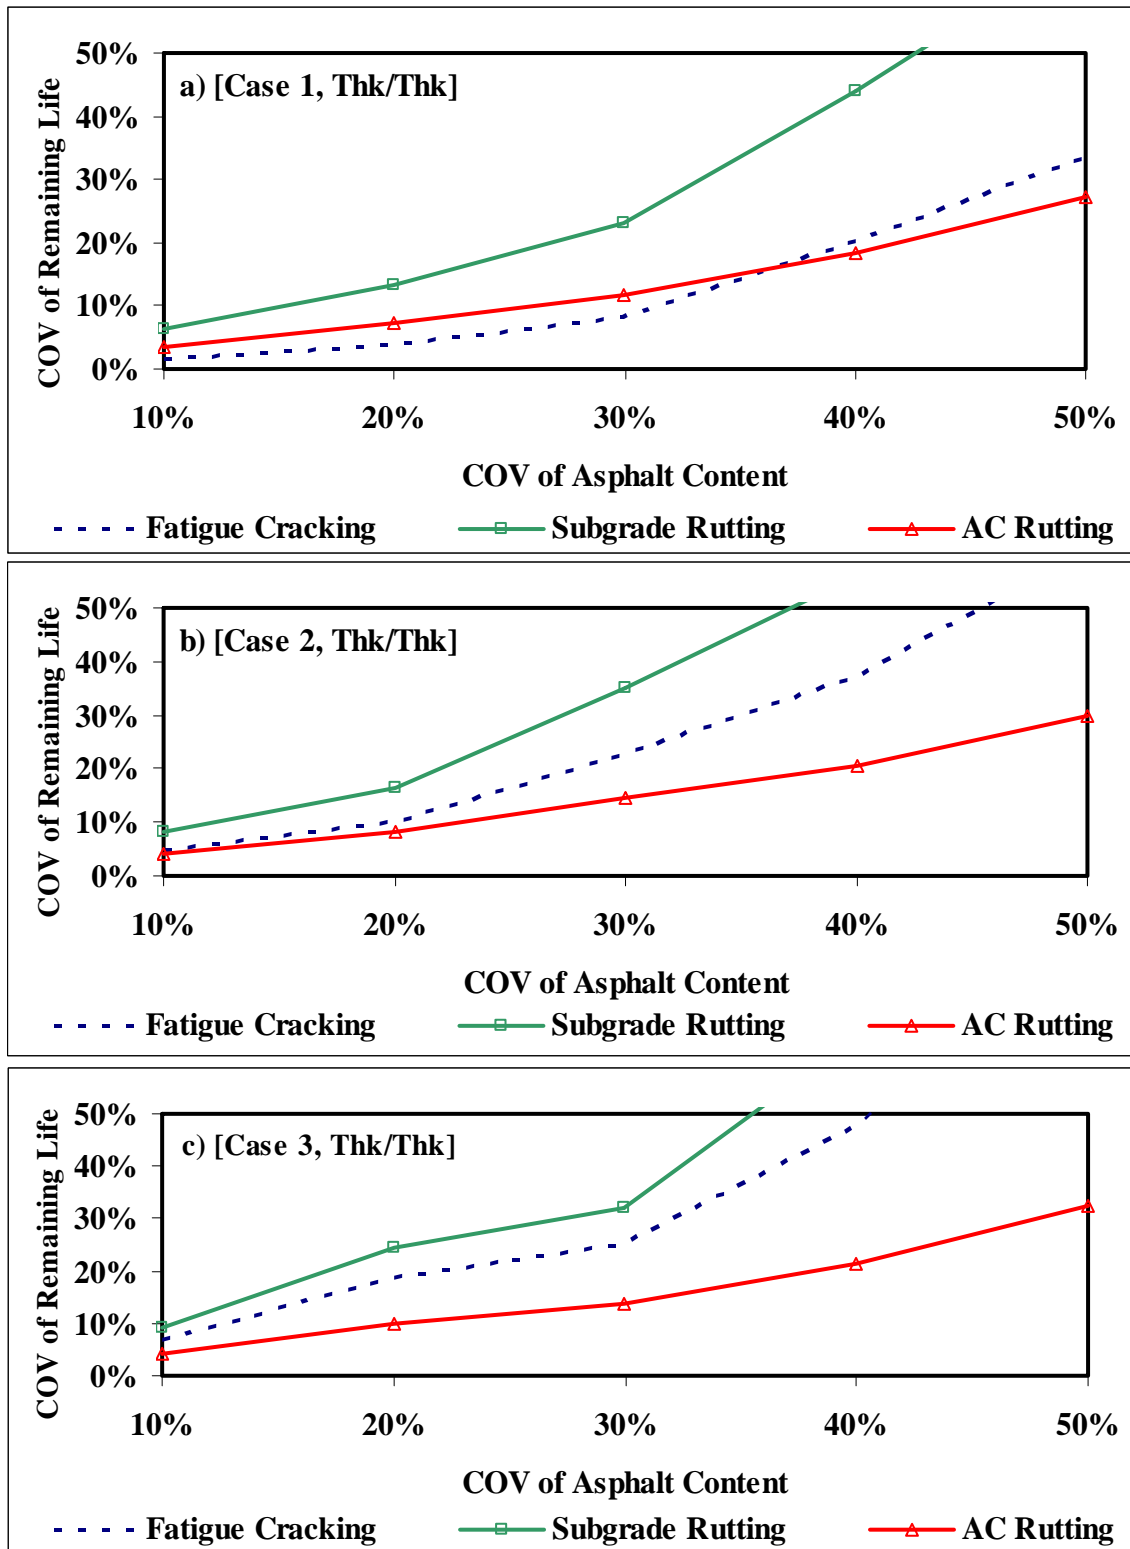 a) [Case 1, Thk/Thk]
COV of Remaining Life
50%
40%
30%
20%
10%
0%
10% 20% 30% 40% 50%
COV of Asphalt Content
Fatigue Cracking Subgrade Rutting AC Rutting
b) [Case 2, Thk/Thk]
COV of Remaining Life
50%
40%
30%
20%
10%
0%
10% 20% 30% 40% 50%
COV of Asphalt Content
Fatigue Cracking Subgrade Rutting AC Rutting
c) [Case 3, Thk/Thk]
COV of Remaining Life
50%
40%
30%
20%
10%
0%
10% 20% 30% 40% 50%
COV of Asphalt Content
Fatigue Cracking Subgrade Rutting AC Rutting